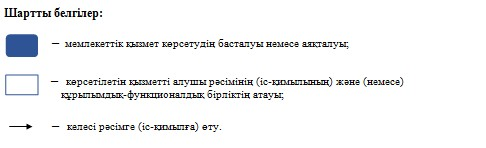 Шартты белгілер:
– мемлекеттік қызмет көрсетудің басталуы немесе аяқталуы;
– көрсетілетін қызметті алушы рәсімінің (іс-қимылының) және (немесе)
құрылымдық-функционалдық бірліктің атауы;
– келесі рәсімге (іс-қимылға) өту.